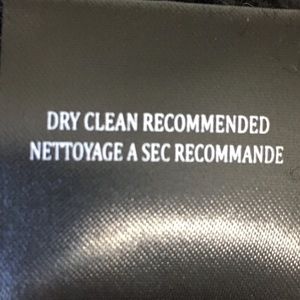 DRY CLEAN RECOMMENDED
NETTOYAGE A SEC RECOMMANDE